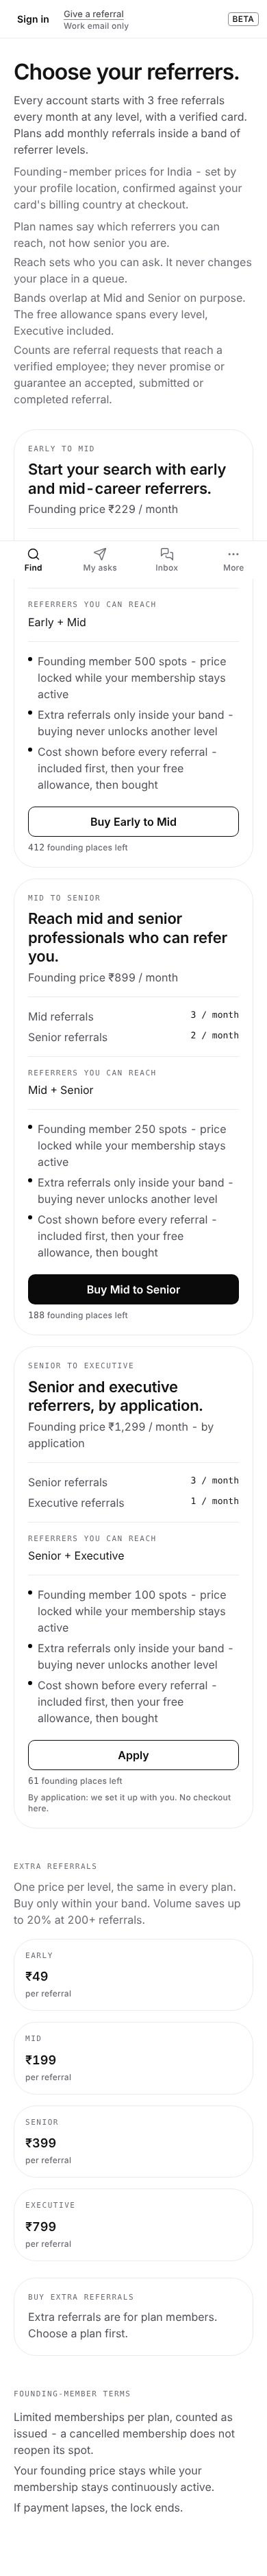 Sign in
Give a referral
Work email only
BETA
Choose your referrers.
Every account starts with 3 free referrals
every month at any level, with a verified card.
Plans add monthly referrals inside a band of
referrer levels.
Founding-member prices for India - set by
your profile location, confirmed against your
card's billing country at checkout.
Plan names say which referrers you can
reach, not how senior you are.
Reach sets who you can ask. It never changes
your place in a queue.
Bands overlap at Mid and Senior on purpose.
The free allowance spans every level,
Executive included.
Counts are referral requests that reach a
verified employee; they never promise or
guarantee an accepted, submitted or
completed referral.
EARLY TO MID
Start your search with early
and mid-career referrers.
Founding price ₹229 / month
Find
My asks
Inbox
More
REFERRERS YOU CAN REACH
Early + Mid
Founding member 500 spots - price
locked while your membership stays
active
Extra referrals only inside your band -
buying never unlocks another level
Cost shown before every referral -
included first, then your free
allowance, then bought
Buy Early to Mid
412 founding places left
MID TO SENIOR
Reach mid and senior
professionals who can refer
you.
Founding price ₹899 / month
Mid referrals 3 / month
Senior referrals 2 / month
REFERRERS YOU CAN REACH
Mid + Senior
Founding member 250 spots - price
locked while your membership stays
active
Extra referrals only inside your band -
buying never unlocks another level
Cost shown before every referral -
included first, then your free
allowance, then bought
Buy Mid to Senior
188 founding places left
SENIOR TO EXECUTIVE
Senior and executive
referrers, by application.
Founding price ₹1,299 / month - by
application
Senior referrals 3 / month
Executive referrals 1 / month
REFERRERS YOU CAN REACH
Senior + Executive
Founding member 100 spots - price
locked while your membership stays
active
Extra referrals only inside your band -
buying never unlocks another level
Cost shown before every referral -
included first, then your free
allowance, then bought
Apply
61 founding places left
By application: we set it up with you. No checkout
here.
EXTRA REFERRALS
One price per level, the same in every plan.
Buy only within your band. Volume saves up
to 20% at 200+ referrals.
EARLY
₹49
per referral
MID
₹199
per referral
SENIOR
₹399
per referral
EXECUTIVE
₹799
per referral
BUY EXTRA REFERRALS
Extra referrals are for plan members.
Choose a plan first.
FOUNDING-MEMBER TERMS
Limited memberships per plan, counted as
issued - a cancelled membership does not
reopen its spot.
Your founding price stays while your
membership stays continuously active.
If payment lapses, the lock ends.